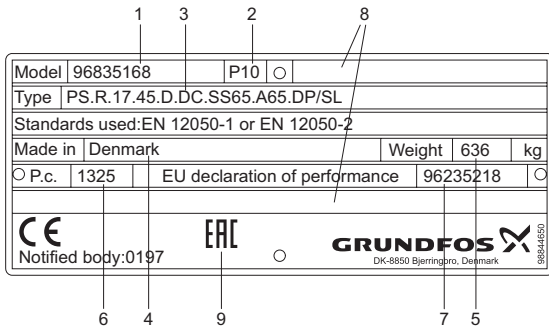 1 3 2 8
Model 96835168 P10
Type PS.R.17.45.D.DC.SS65.A65.DP/SL
Standards used:EN 12050-1 or EN 12050-2
Made in Denmark Weight 636 kg
P.c. 1325 EU declaration of performance 96235218
CE EAC GRUNDFOS
Notified body:0197 DK-8850 Bjerringbro, Denmark
98844650
6 4 9 7 5